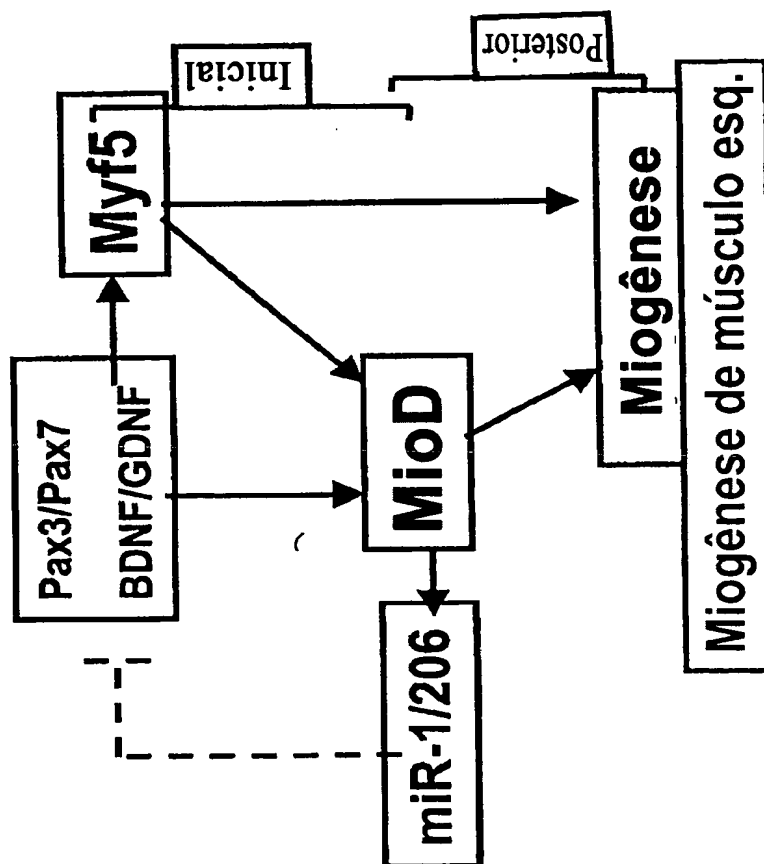 Pax3/Pax7
BDNF/GDNF
Myf5
Inicial
MioD
miR-1/206
Posterior
Miogênese
Miogênese de músculo esq.